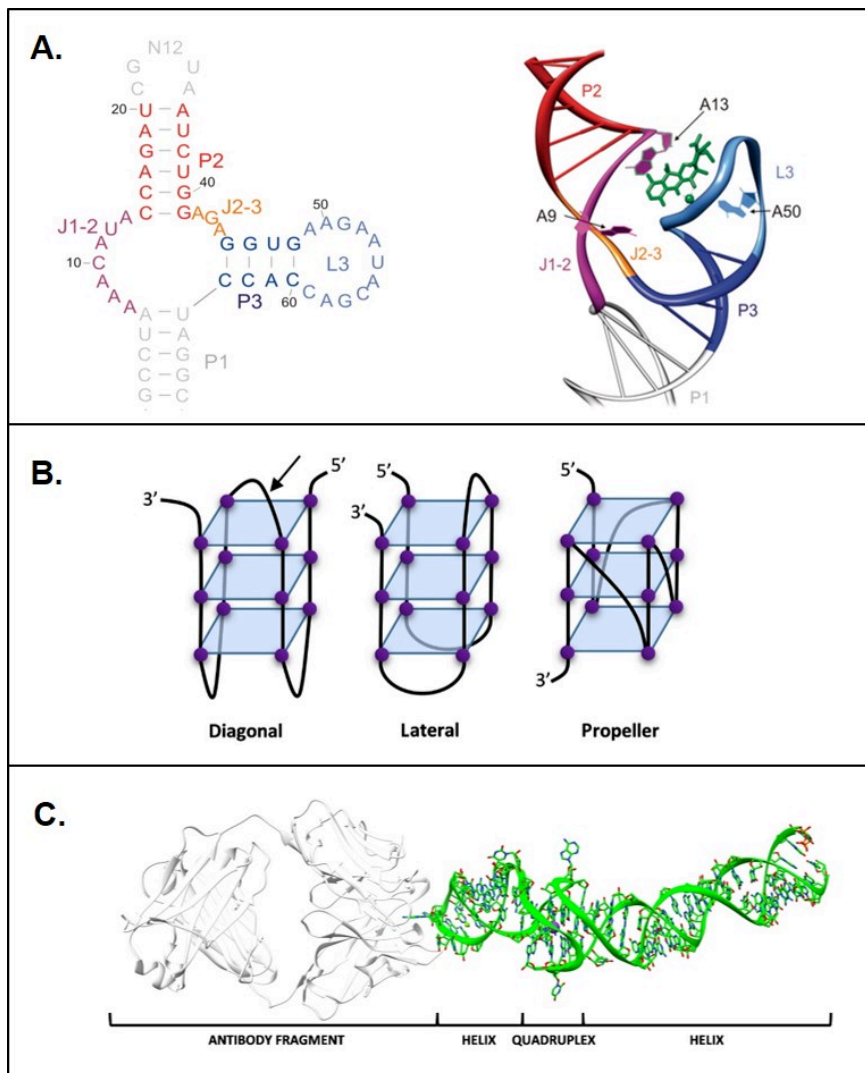 A.
N12
G U
C A
20 U A
A U
G C
A U
P2
C G
40
J1-2 A C G A G J2-3
U A
A A G G U G A A G A A U A C G A C
50
L3
10 C C C A C C
60
P3
A A A
A U
U A
P1
C G
C G
G C
P2
A13
L3
A9
A50
J2-3
J1-2
P3
P1
B.
3’ 5’
5’
3’
5’
3’
Diagonal Lateral Propeller
C.
ANTIBODY FRAGMENT HELIX QUADRUPLEX HELIX